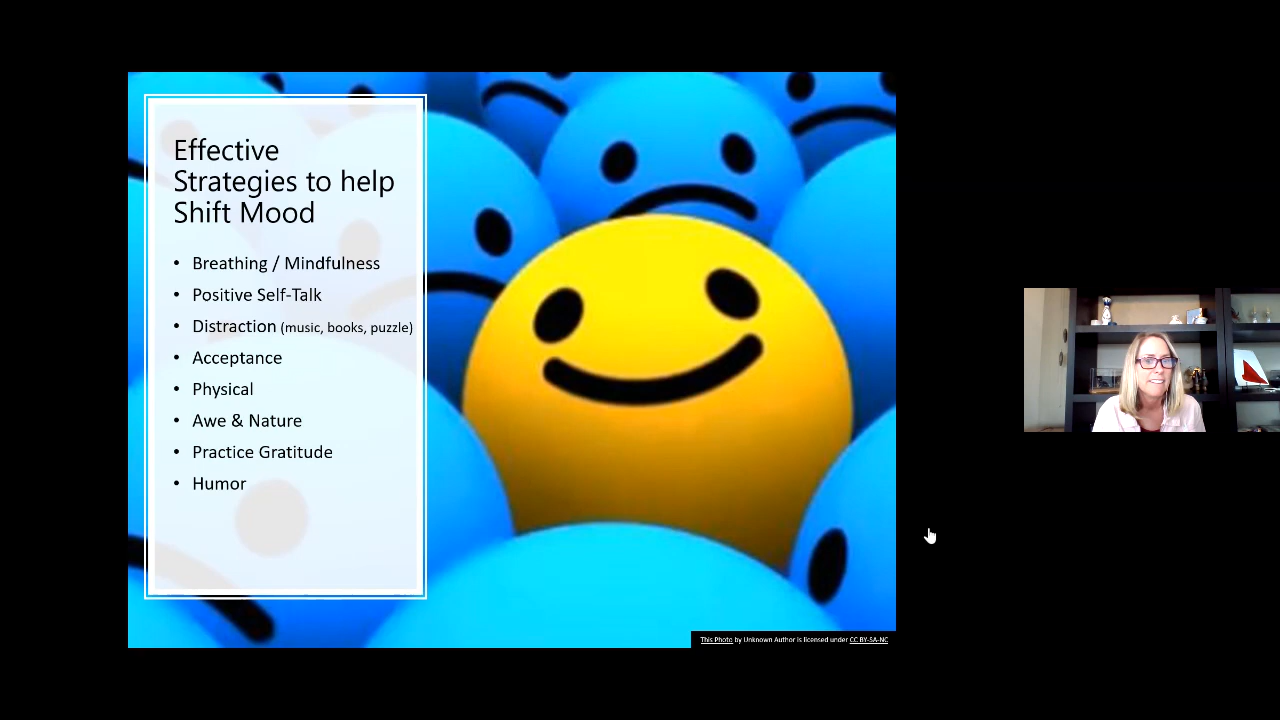 Effective
Strategies to help
Shift Mood
• Breathing / Mindfulness
• Positive Self-Talk
• Distraction (music, books, puzzle)
• Acceptance
• Physical
• Awe & Nature
• Practice Gratitude
• Humor
This Photo by Unknown Author is licensed under CC BY-SA-NC